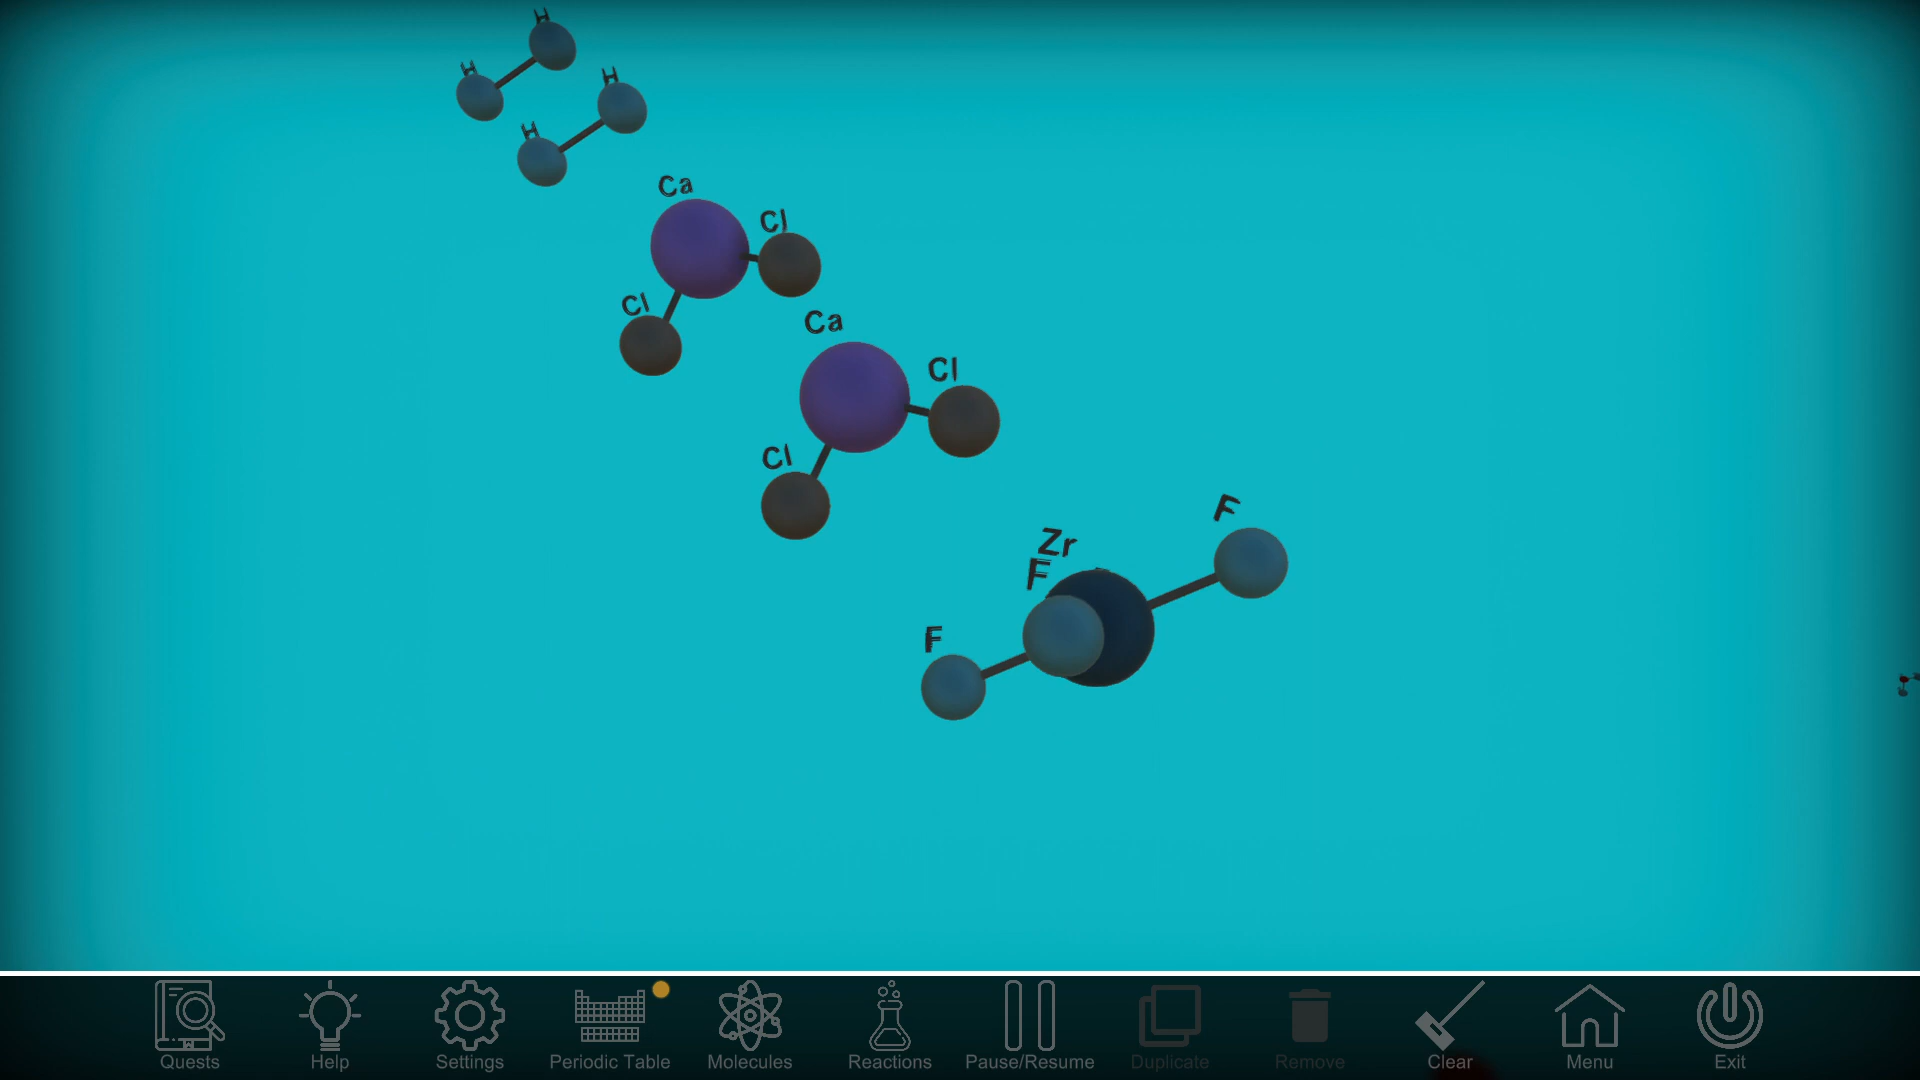 H
H
H
H
Ca
Cl
Cl
Ca
Cl
Cl
F
Zr
F
F
Quests
Help
Settings
Periodic Table
Molecules
Reactions
Pause/Resume
Duplicate
Remove
Clear
Menu
Exit